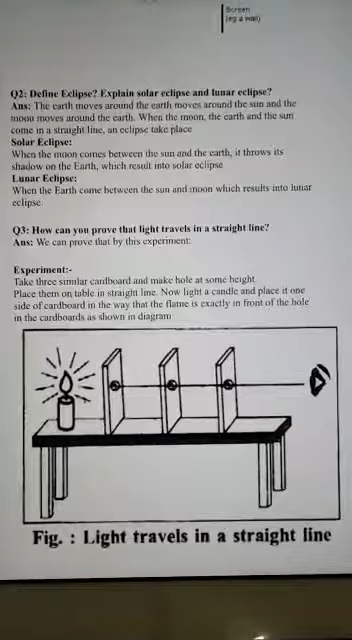 Screen
(eg a wall)
Q2: Define Eclipse? Explain solar eclipse and lunar eclipse?
Ans: The earth moves around the earth moves around the sun and the
moon moves around the earth. When the moon, the earth and the sun
come in a straight line, an eclipse take place
Solar Eclipse:
When the moon comes between the sun and the earth, it throws its
shadow on the Earth, which result into solar eclipse
Lunar Eclipse:
When the Earth come between the sun and moon which results into lunar
eclipse.
Q3: How can you prove that light travels in a straight line?
Ans: We can prove that by this experiment:
Experiment:-
Take three similar cardboard and make hole at some height.
Place them on table in straight line. Now light a candle and place it one
side of cardboard in the way that the flame is exactly in front of the hole
in the cardboards as shown in diagram
Fig. : Light travels in a straight line